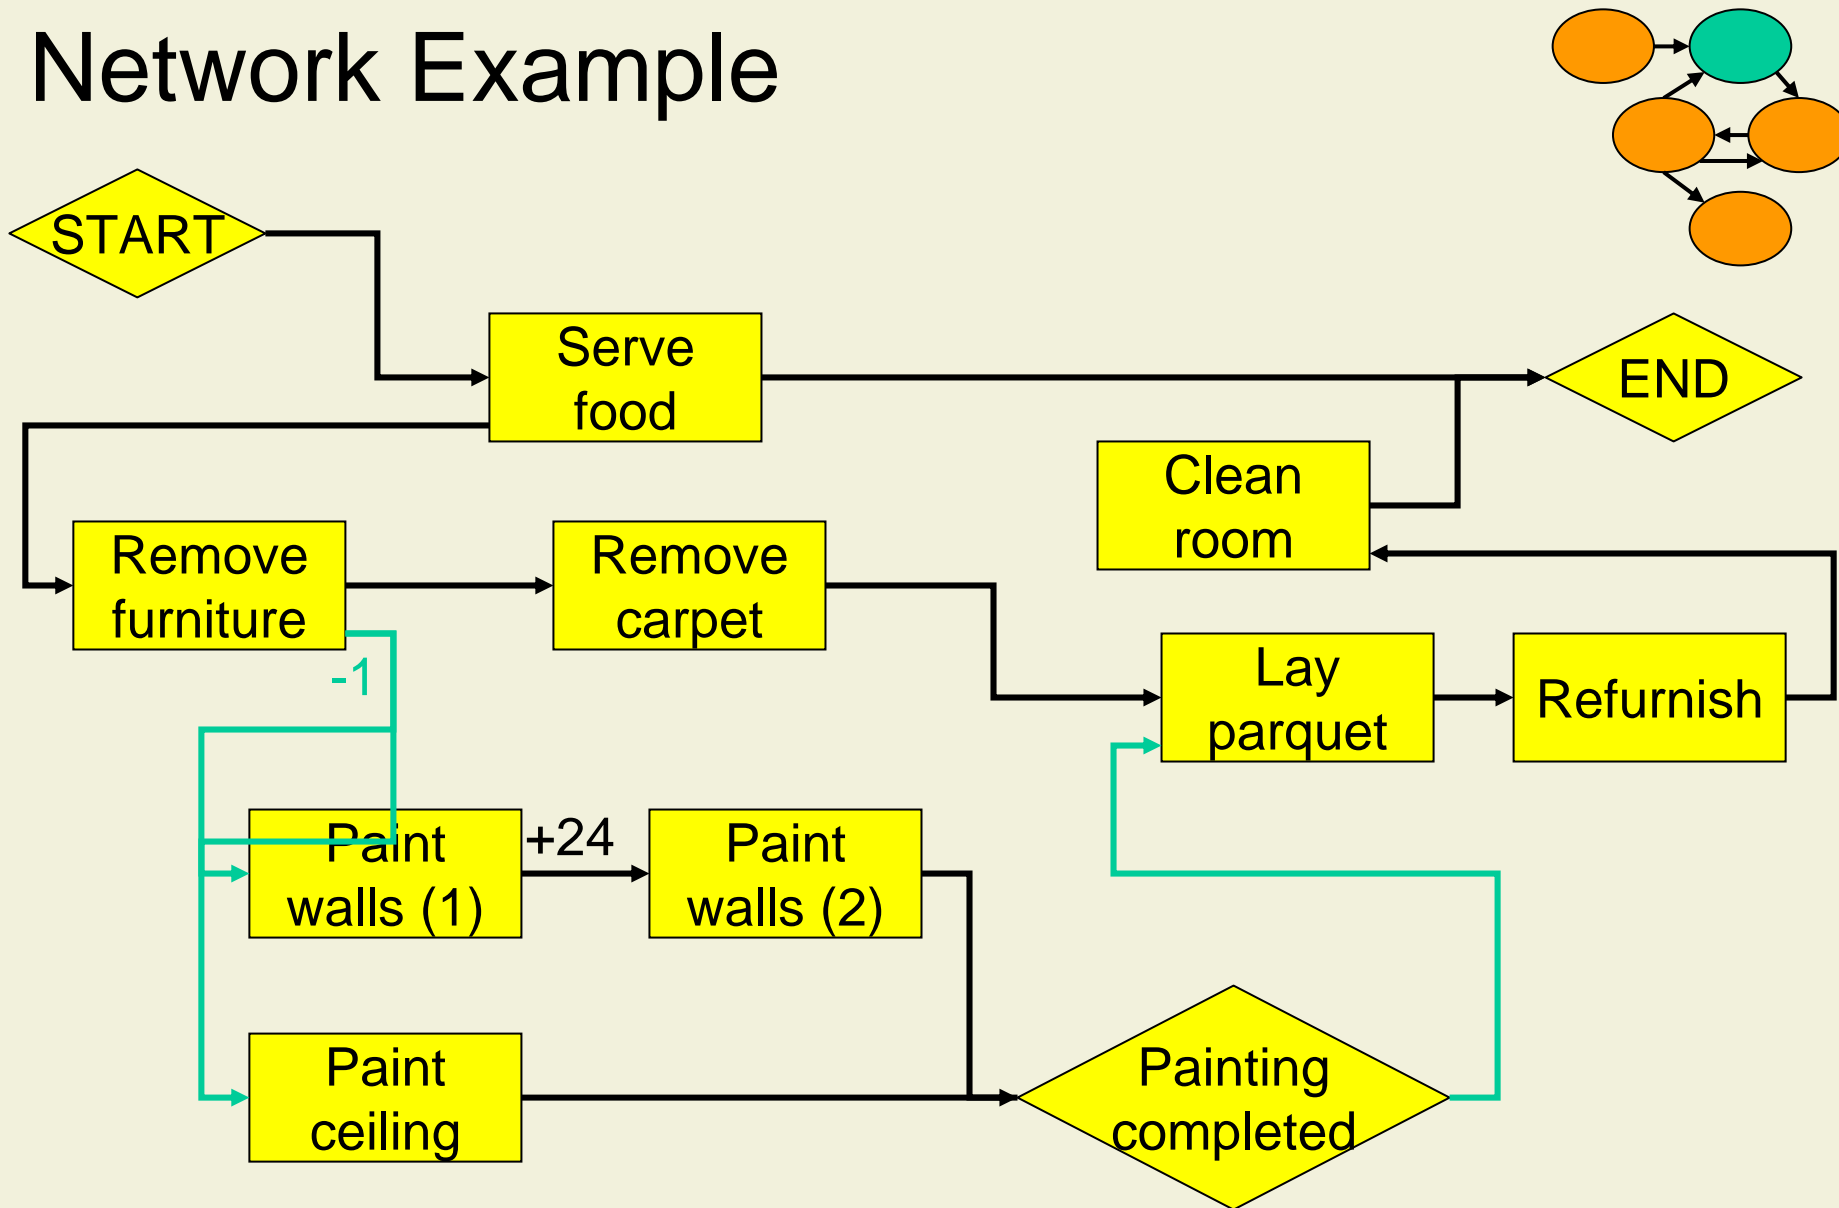 Network Example
START
Serve
food
END
Clean
room
Remove
furniture
Remove
carpet
-1
Lay
parquet
Refurnish
Paint
walls (1)
+24
Paint
walls (2)
Paint
ceiling
Painting
completed